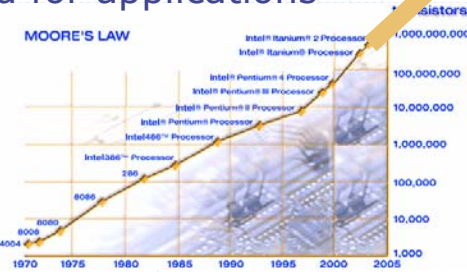 for applications
MOORE'S LAW
Intel® Itanium® 2 Processor
Intel® Itanium® Processor
Intel® Pentium® 4 Processor
Intel® Pentium® III Processor
Intel® Pentium® II Processor
Intel® Pentium® Processor
Intel486™ Processor
Intel386™ Processor
286
8086
8080
8008
4004
1,000,000,000
100,000,000
10,000,000
1,000,000
100,000
10,000
1,000
1970 1975 1980 1985 1990 1995 2000 2005